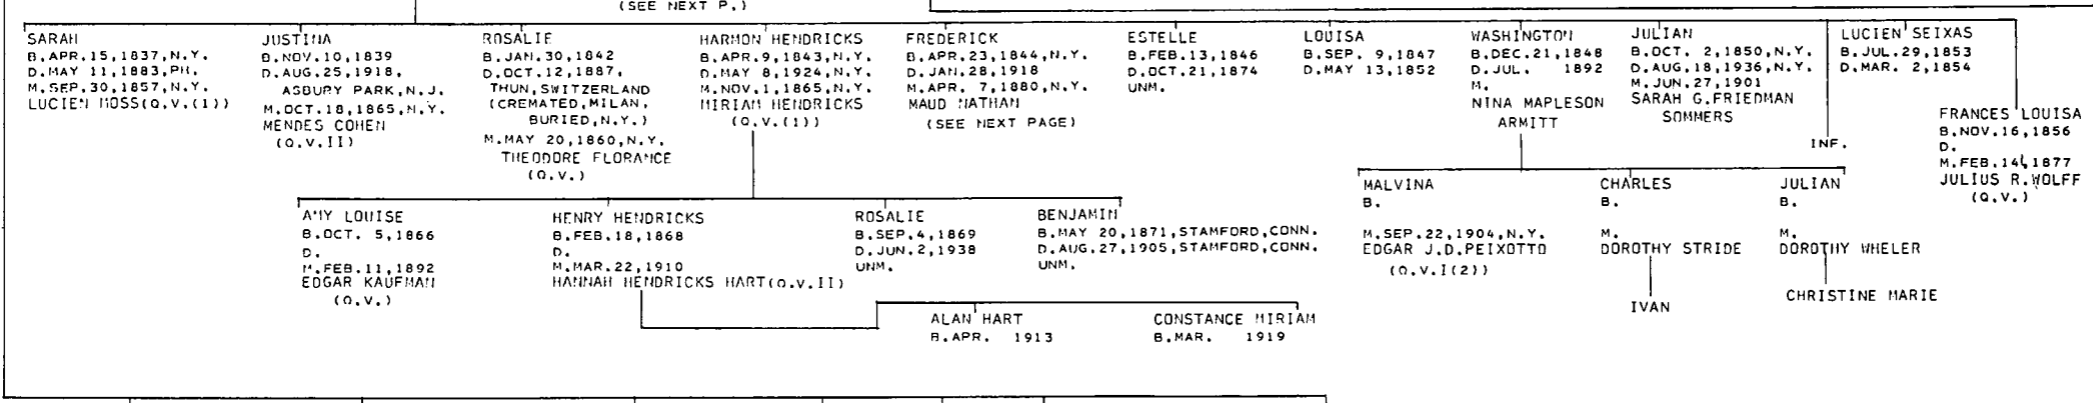 (SEE NEXT P.)
SARAH
B.APR.15,1837,N.Y.
D.MAY 11,1883,PH.
M.SEP.30,1857,N.Y.
LUCIEN MOSS(Q.V.(1))
JUSTINA
B.NOV.10,1839
D.AUG.25,1918,
ASBURY PARK,N.J.
M.OCT.18,1865,N.Y.
MENDES COHEN
(Q.V.II)
ROSALIE
B.JAN.30,1842
D.OCT.12,1887,
THUN,SWITZERLAND
(CREMATED,MILAN,
BURIED,N.Y.)
M.MAY 20,1860,N.Y.
THEODORE FLORANCE
(Q.V.)
HARMON HENDRICKS
B.APR.9,1843,N.Y.
D.MAY 8,1924,N.Y.
M.NOV.1,1865,N.Y.
MIRIAM HENDRICKS
(Q.V.(1))
FREDERICK
B.APR.23,1844,N.Y.
D.JAN.28,1918
M.APR. 7,1880,N.Y.
MAUD NATHAN
(SEE NEXT PAGE)
ESTELLE
B.FEB.13,1846
D.OCT.21,1874
UNM.
LOUISA
B.SEP. 9,1847
D.MAY 13,1852
WASHINGTON
B.DEC.21,1848
D.JUL. 1892
M.
NINA MAPLESON
ARMITT
JULIAN
B.OCT. 2,1850,N.Y.
D.AUG.18,1936,N.Y.
M.JUN.27,1901
SARAH G.FRIEDMAN
SOMMERS
INF.
LUCIEN SEIXAS
B.JUL.29,1853
D.MAR. 2,1854
FRANCES LOUISA
B.NOV.16,1856
D.
M.FEB.14,1877
JULIUS R.WOLFF
(Q.V.)
AMY LOUISE
B.OCT. 5,1866
D.
M.FEB.11,1892
EDGAR KAUFMAN
(Q.V.)
HENRY HENDRICKS
B.FEB.18,1868
D.
M.MAR.22,1910
HANNAH HENDRICKS HART(Q.V.II)
ROSALIE
B.SEP.4,1869
D.JUN.2,1938
UNM.
BENJAMIN
B.MAY 20,1871,STAMFORD,CONN.
D.AUG.27,1905,STAMFORD,CONN.
UNM.
MALVINA
B.
M.SEP.22,1904,N.Y.
EDGAR J.D.PEIXOTTO
(Q.V.I(2))
CHARLES
B.
M.
DOROTHY STRIDE
IVAN
JULIAN
B.
M.
DOROTHY WHELER
CHRISTINE MARIE
ALAN HART
B.APR. 1913
CONSTANCE MIRIAM
B.MAR. 1919